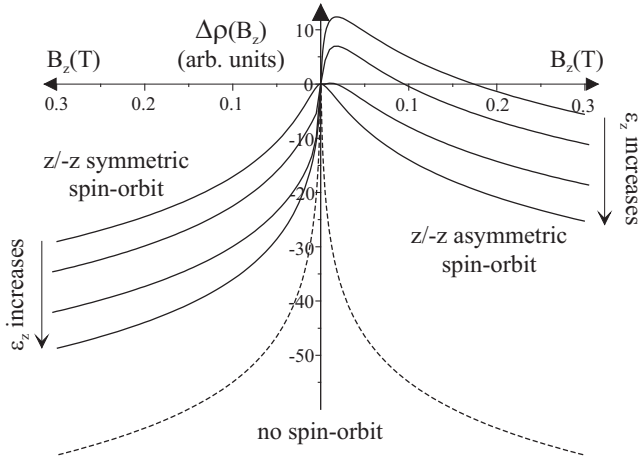 Δρ(B_z)
(arb. units)
B_z(T)
B_z(T)
10
0
0.3
0.2
0.1
0.1
0.2
0.3
-10
-20
-30
-40
-50
z/-z symmetric
spin-orbit
z/-z asymmetric
spin-orbit
ε_z increases
ε_z increases
no spin-orbit